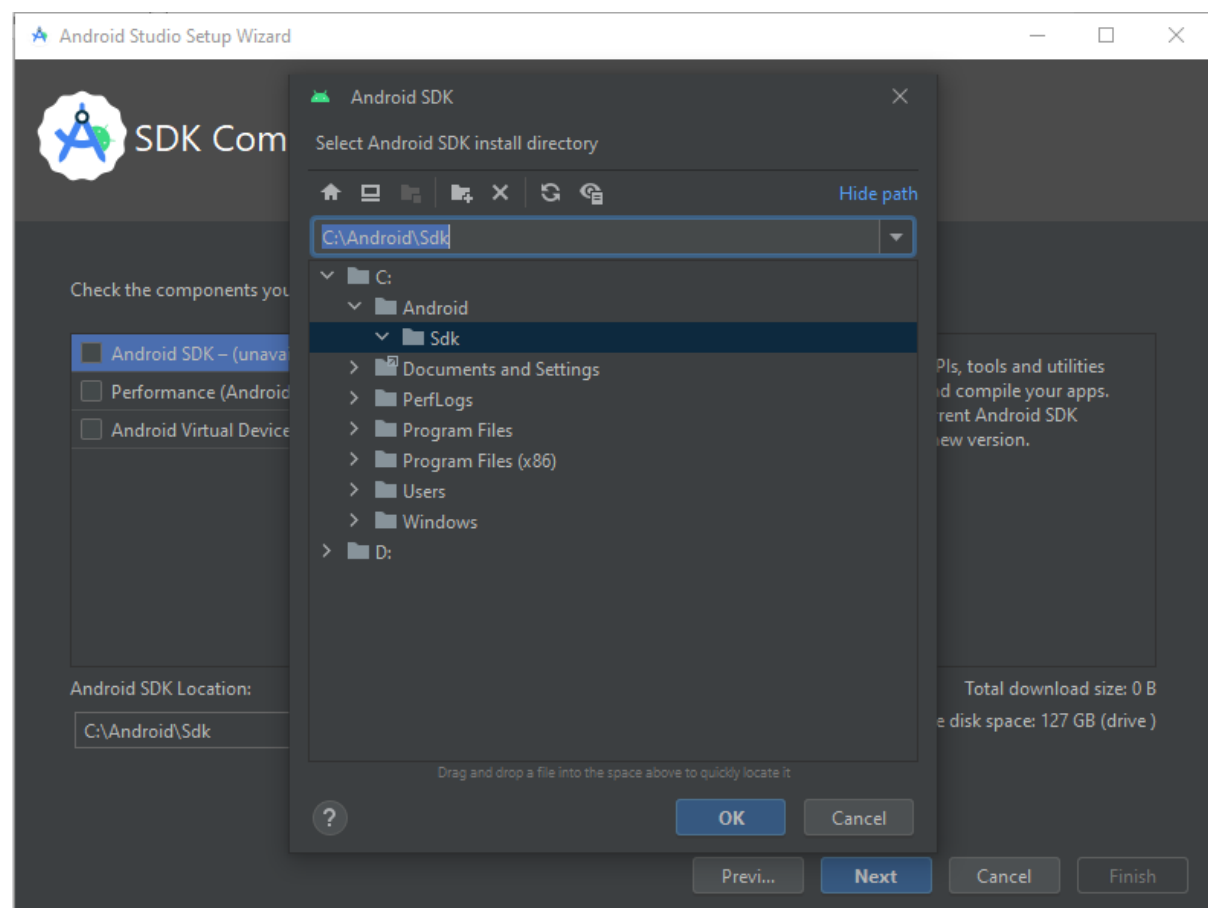 Android Studio Setup Wizard
SDK Com
Android SDK
Select Android SDK install directory
Hide path
C:\Android\Sdk
C:
Android
Sdk
Documents and Settings
PerfLogs
Program Files
Program Files (x86)
Users
Windows
D:
Drag and drop a file into the space above to quickly locate it
?
OK
Cancel
Check the components you
Android SDK – (unavai
Performance (Android
Android Virtual Device
PIs, tools and utilities
d compile your apps.
rent Android SDK
ew version.
Android SDK Location:
C:\Android\Sdk
Total download size: 0 B
e disk space: 127 GB (drive )
Previ...
Next
Cancel
Finish